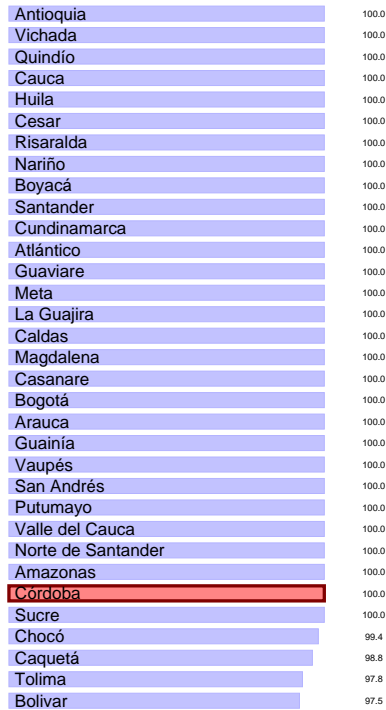 Antioquia 100.0
Vichada 100.0
Quindío 100.0
Cauca 100.0
Huila 100.0
Cesar 100.0
Risaralda 100.0
Nariño 100.0
Boyacá 100.0
Santander 100.0
Cundinamarca 100.0
Atlántico 100.0
Guaviare 100.0
Meta 100.0
La Guajira 100.0
Caldas 100.0
Magdalena 100.0
Casanare 100.0
Bogotá 100.0
Arauca 100.0
Guainía 100.0
Vaupés 100.0
San Andrés 100.0
Putumayo 100.0
Valle del Cauca 100.0
Norte de Santander 100.0
Amazonas 100.0
Córdoba 100.0
Sucre 100.0
Chocó 99.4
Caquetá 98.8
Tolima 97.8
Bolivar 97.5